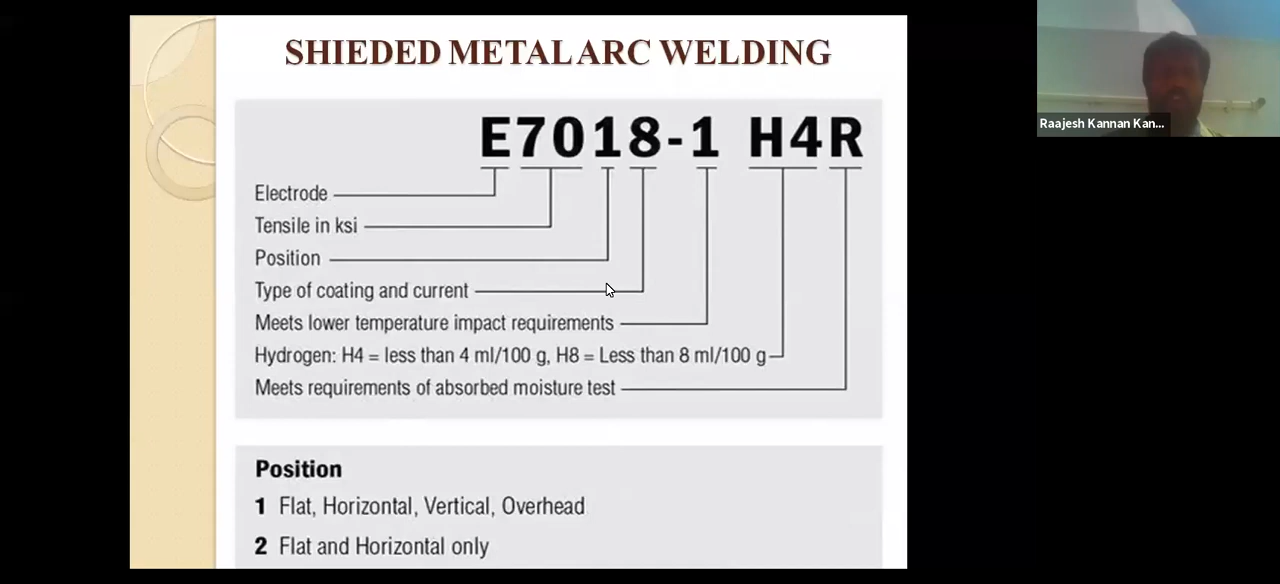 SHIEDED METAL ARC WELDING
E7018-1 H4R
Electrode
Tensile in ksi
Position
Type of coating and current
Meets lower temperature impact requirements
Hydrogen: H4 = less than 4 ml/100 g, H8 = Less than 8 ml/100 g
Meets requirements of absorbed moisture test
Position
1 Flat, Horizontal, Vertical, Overhead
2 Flat and Horizontal only
Raajesh Kannan Kan...